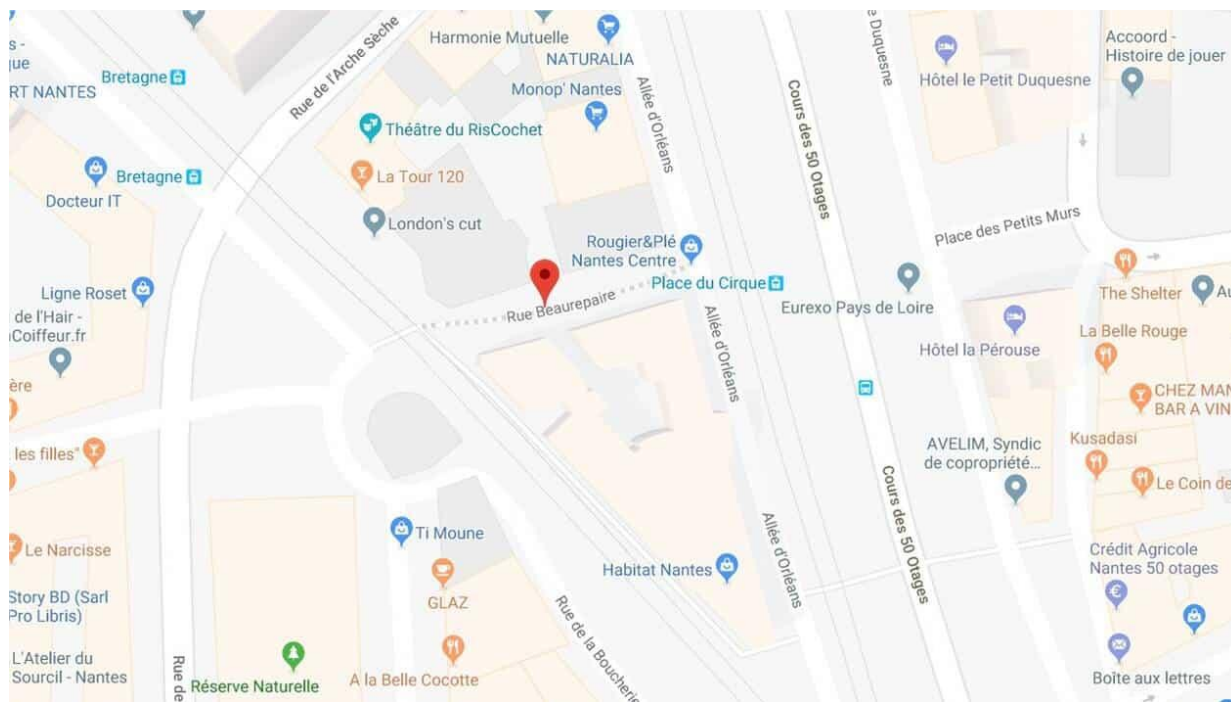 s -
gue
RT NANTES
Bretagne
Rue de l'Arche Sèche
Harmonie Mutuelle
NATURALIA
Monop' Nantes
Allée d'Orléans
Cours des 50 Otages
e Duquesne
Hôtel le Petit Duquesne
Accoord -
Histoire de jouer
Théâtre du RisCochet
La Tour 120
London's cut
Bretagne
Docteur IT
Rougier&Plé
Nantes Centre
Place du Cirque
Place des Petits Murs
Ligne Roset
de l'Hair -
Coiffeur.fr
Rue Beaurepaire
Allée d'Orléans
Eurexo Pays de Loire
The Shelter
Au
Hôtel la Pérouse
La Belle Rouge
ère
CHEZ MAN
BAR A VIN
les filles"
AVELIM, Syndic
de copropriété...
Kusadasi
Le Coin de
Cours des 50 Otages
Le Narcisse
Ti Moune
Allée d'Orléans
Habitat Nantes
Crédit Agricole
Nantes 50 otages
GLAZ
Story BD (Sarl
Pro Libris)
Rue de la Boucherie
L'Atelier du
Sourcil - Nantes
Rue de
Réserve Naturelle
A la Belle Cocotte
Boîte aux lettres